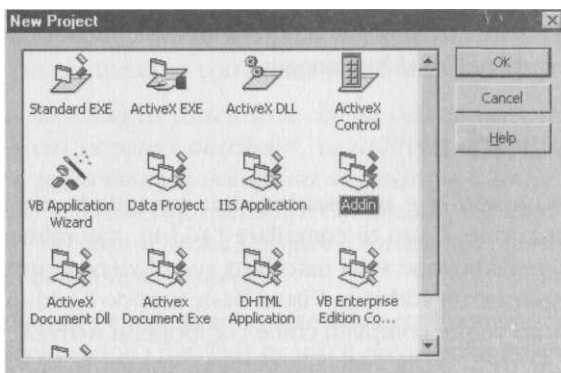 New Project
Standard EXE
ActiveX EXE
ActiveX DLL
ActiveX
Control
OK
Cancel
Help
VB Application
Wizard
Data Project
IIS Application
Addin
ActiveX
Document Dll
Activex
Document Exe
DHTML
Application
VB Enterprise
Edition Co...